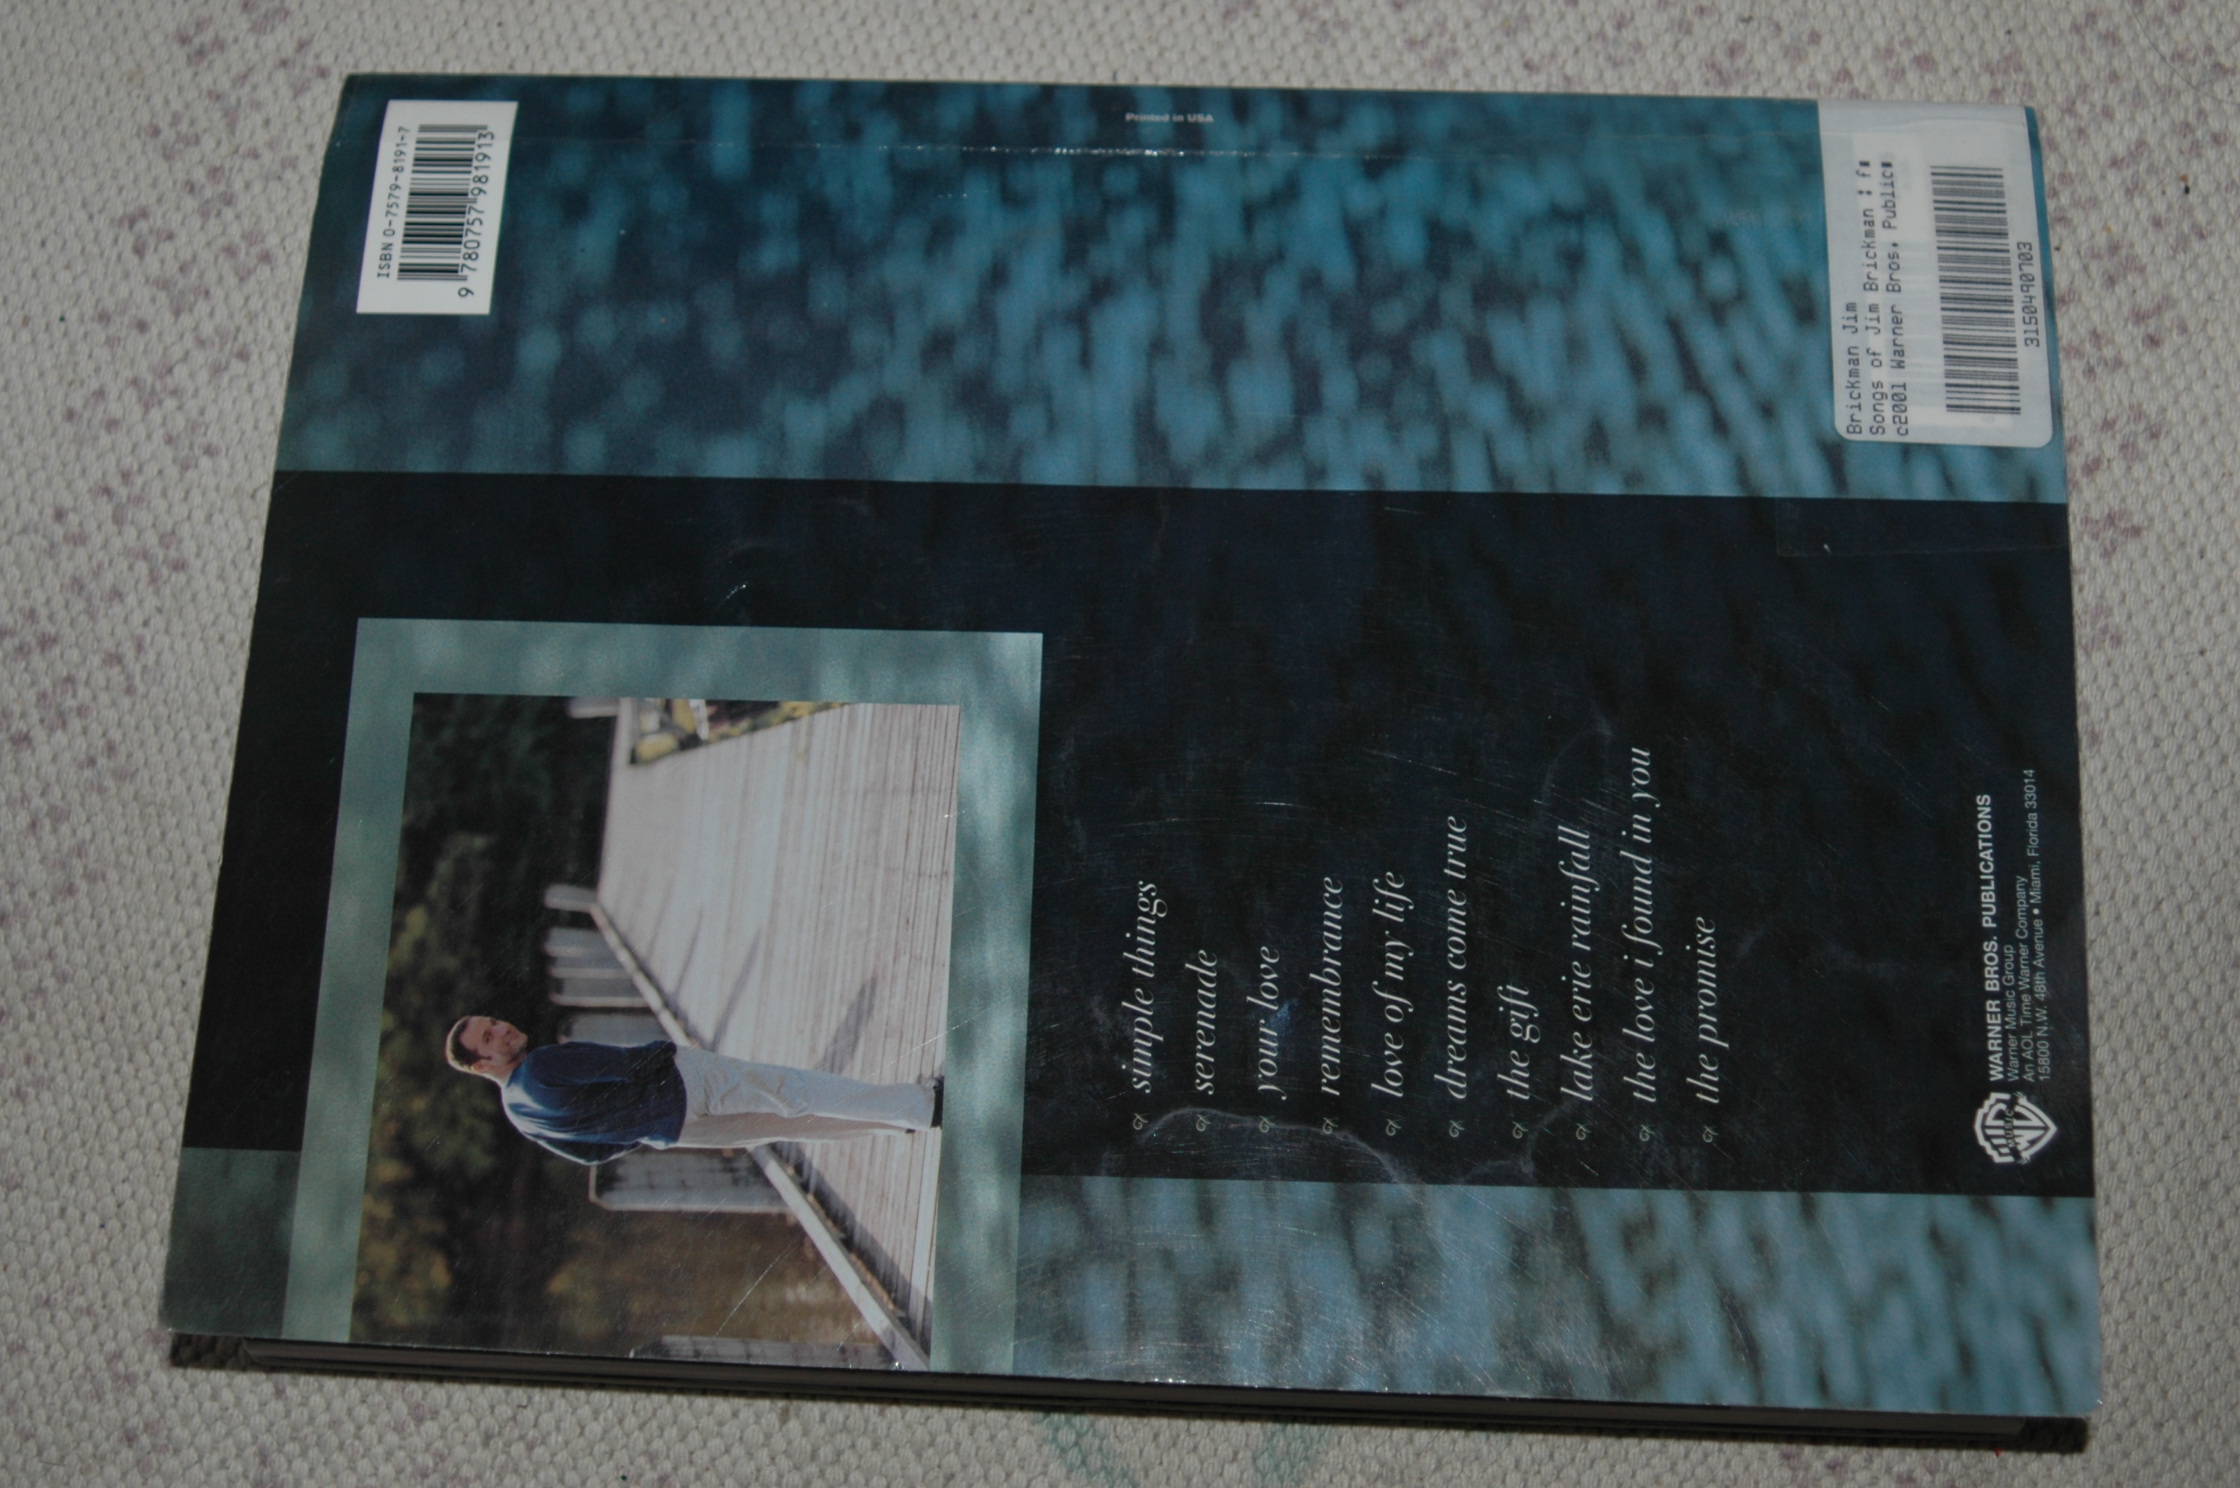 simple things
serenade
your love
remembrance
love of my life
dreams come true
the gift
lake erie rainfall
the love i found in you
the promise
WARNER BROS. PUBLICATIONS
Warner Music Group
An AOL Time Warner Company
15800 N.W. 48th Avenue • Miami, Florida 33014
ISBN 0-7579-8191-7
9 780757 981913
Printed in USA
Brickman Jim
Songs of Jim Brickman :
c2001 Warner Bros. Public
3150490703